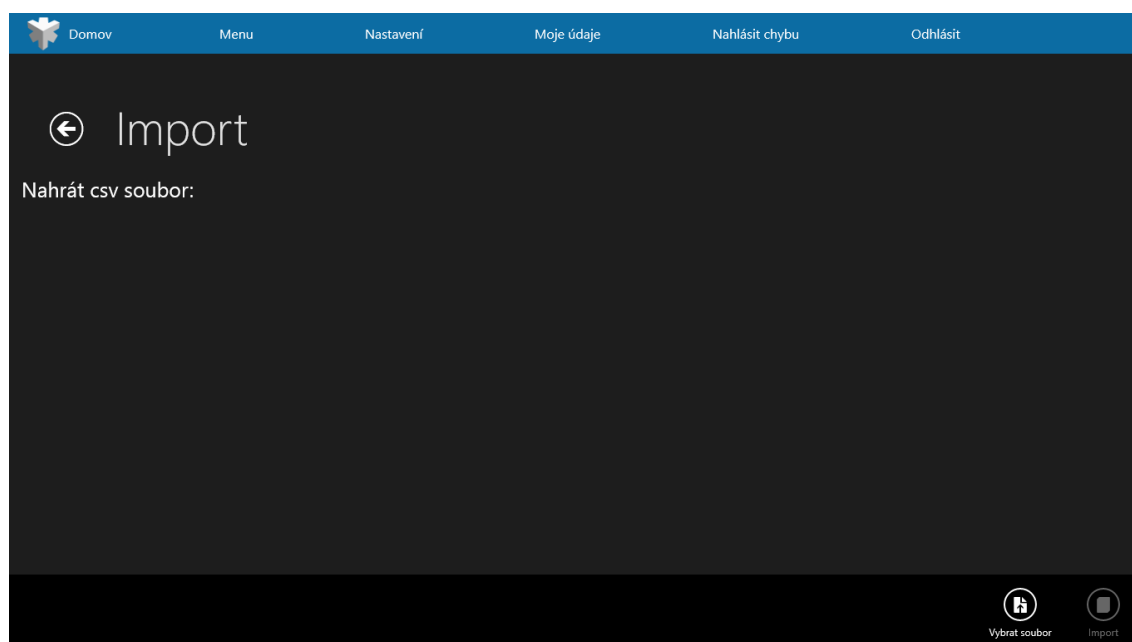 Domov Menu Nastavení Moje údaje Nahlásit chybu Odhlásit
Import
Nahrát csv soubor:
Vybrat soubor Import